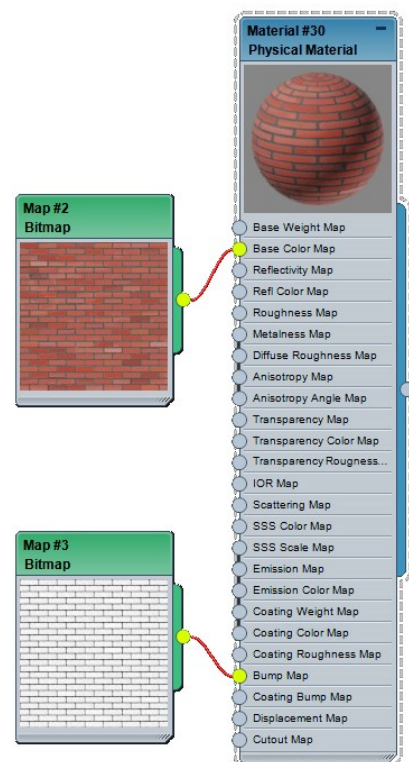 Material #30
Physical Material
Map #2
Bitmap
Base Weight Map
Base Color Map
Reflectivity Map
Refl Color Map
Roughness Map
Metalness Map
Diffuse Roughness Map
Anisotropy Map
Anisotropy Angle Map
Transparency Map
Transparency Color Map
Transparency Rougness...
IOR Map
Scattering Map
SSS Color Map
SSS Scale Map
Emission Map
Emission Color Map
Coating Weight Map
Coating Color Map
Coating Roughness Map
Bump Map
Coating Bump Map
Displacement Map
Cutout Map
Map #3
Bitmap